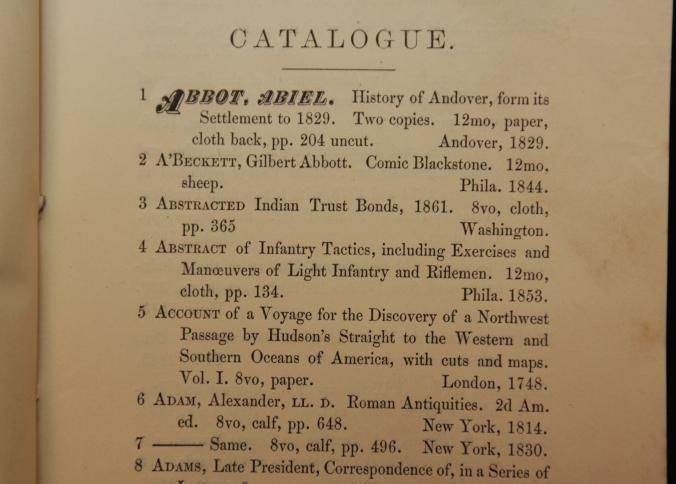 CATALOGUE.
1 ABBOT, ABIEL. History of Andover, form its
Settlement to 1829. Two copies. 12mo, paper,
cloth back, pp. 204 uncut. Andover, 1829.
2 A'BECKETT, Gilbert Abbott. Comic Blackstone. 12mo,
sheep. Phila. 1844.
3 ABSTRACTED Indian Trust Bonds, 1861. 8vo, cloth,
pp. 365 Washington.
4 ABSTRACT of Infantry Tactics, including Exercises and
Manœuvers of Light Infantry and Riflemen. 12mo,
cloth, pp. 134. Phila. 1853.
5 ACCOUNT of a Voyage for the Discovery of a Northwest
Passage by Hudson's Straight to the Western and
Southern Oceans of America, with cuts and maps.
Vol. I. 8vo, paper. London, 1748.
6 ADAM, Alexander, LL. D. Roman Antiquities. 2d Am.
ed. 8vo, calf, pp. 648. New York, 1814.
7 ——— Same. 8vo, calf, pp. 496. New York, 1830.
8 ADAMS, Late President, Correspondence of, in a Series of